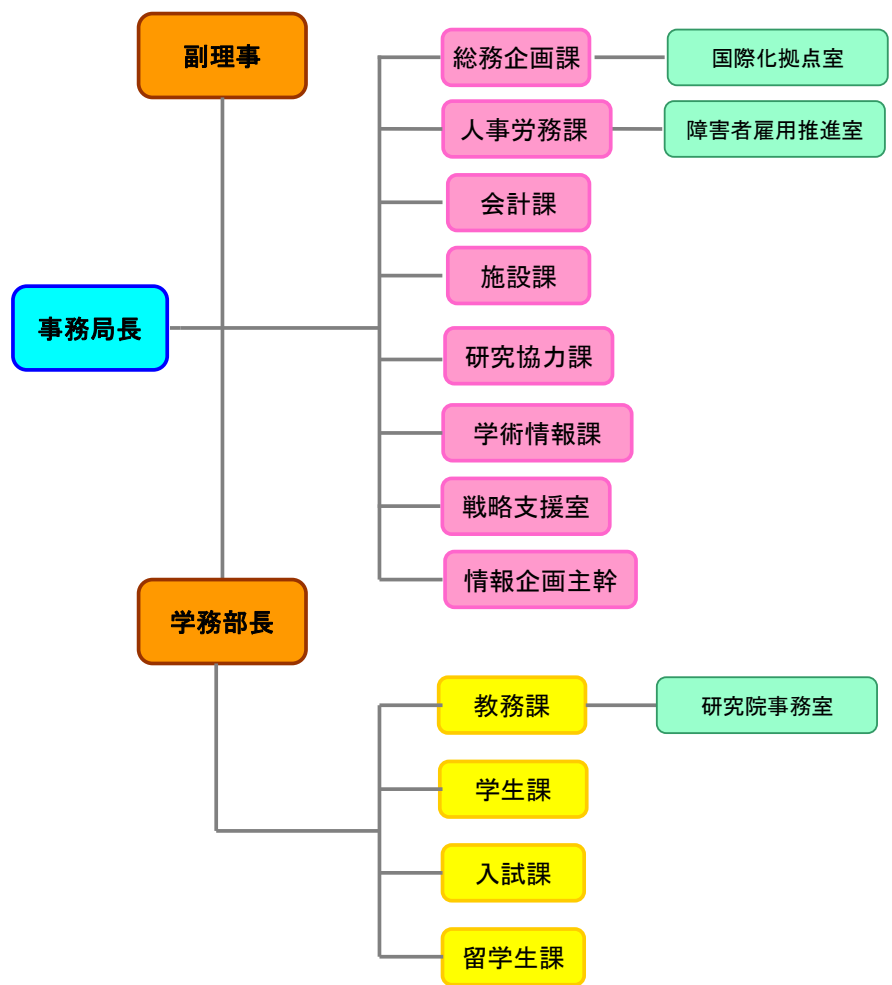 副理事
総務企画課
国際化拠点室
人事労務課
障害者雇用推進室
会計課
施設課
事務局長
研究協力課
学術情報課
戦略支援室
情報企画主幹
学務部長
教務課
研究院事務室
学生課
入試課
留学生課